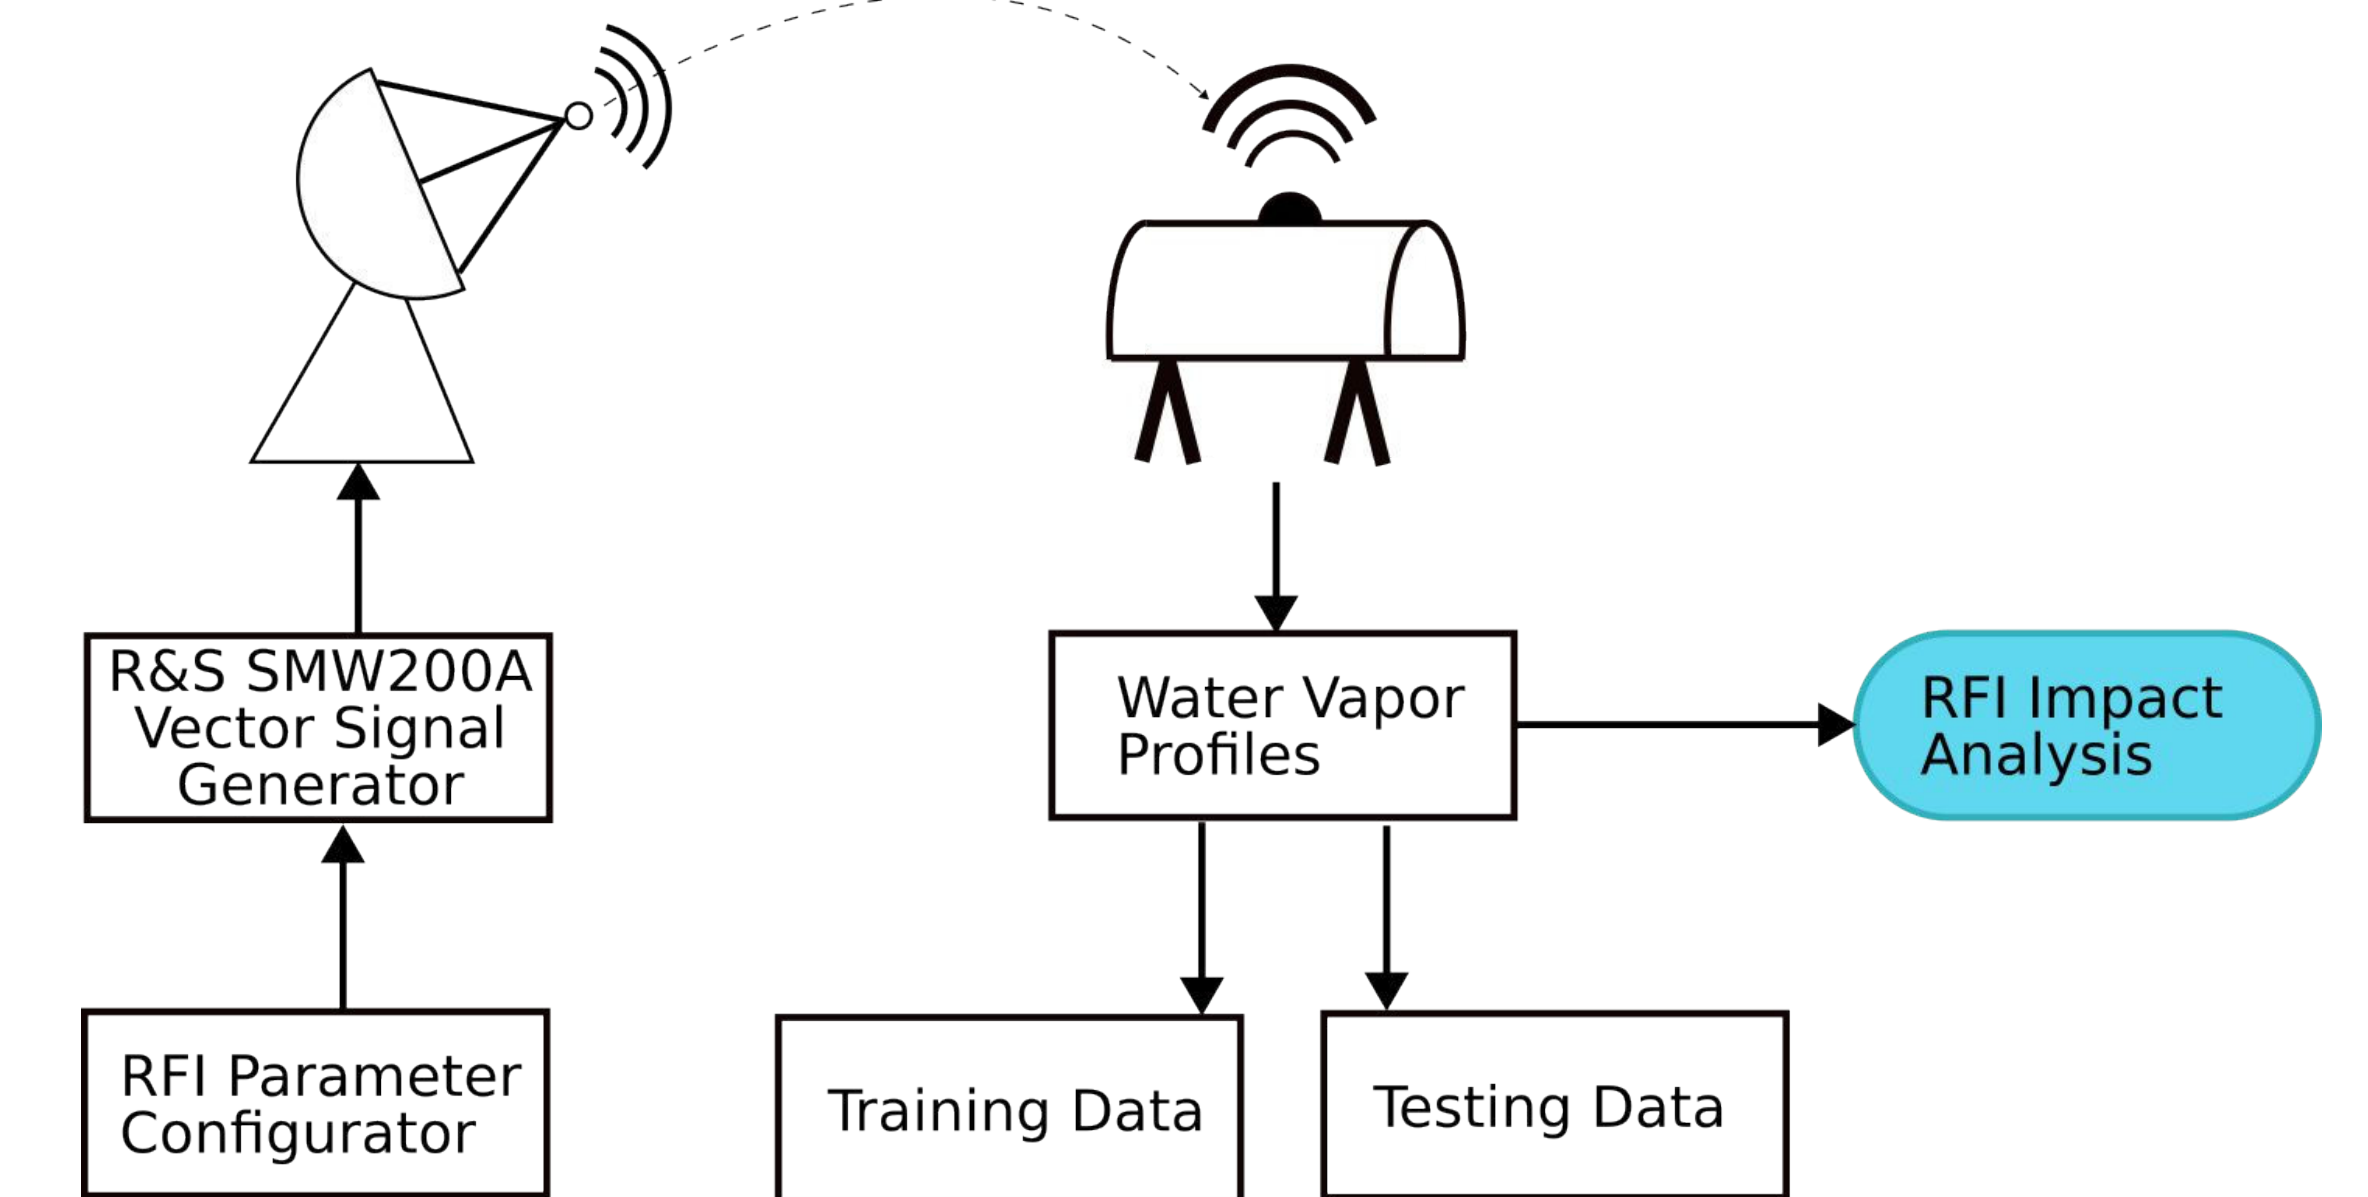 R&S SMW200A
Vector Signal
Generator
Water Vapor
Profiles
RFI Impact
Analysis
RFI Parameter
Configurator
Training Data
Testing Data